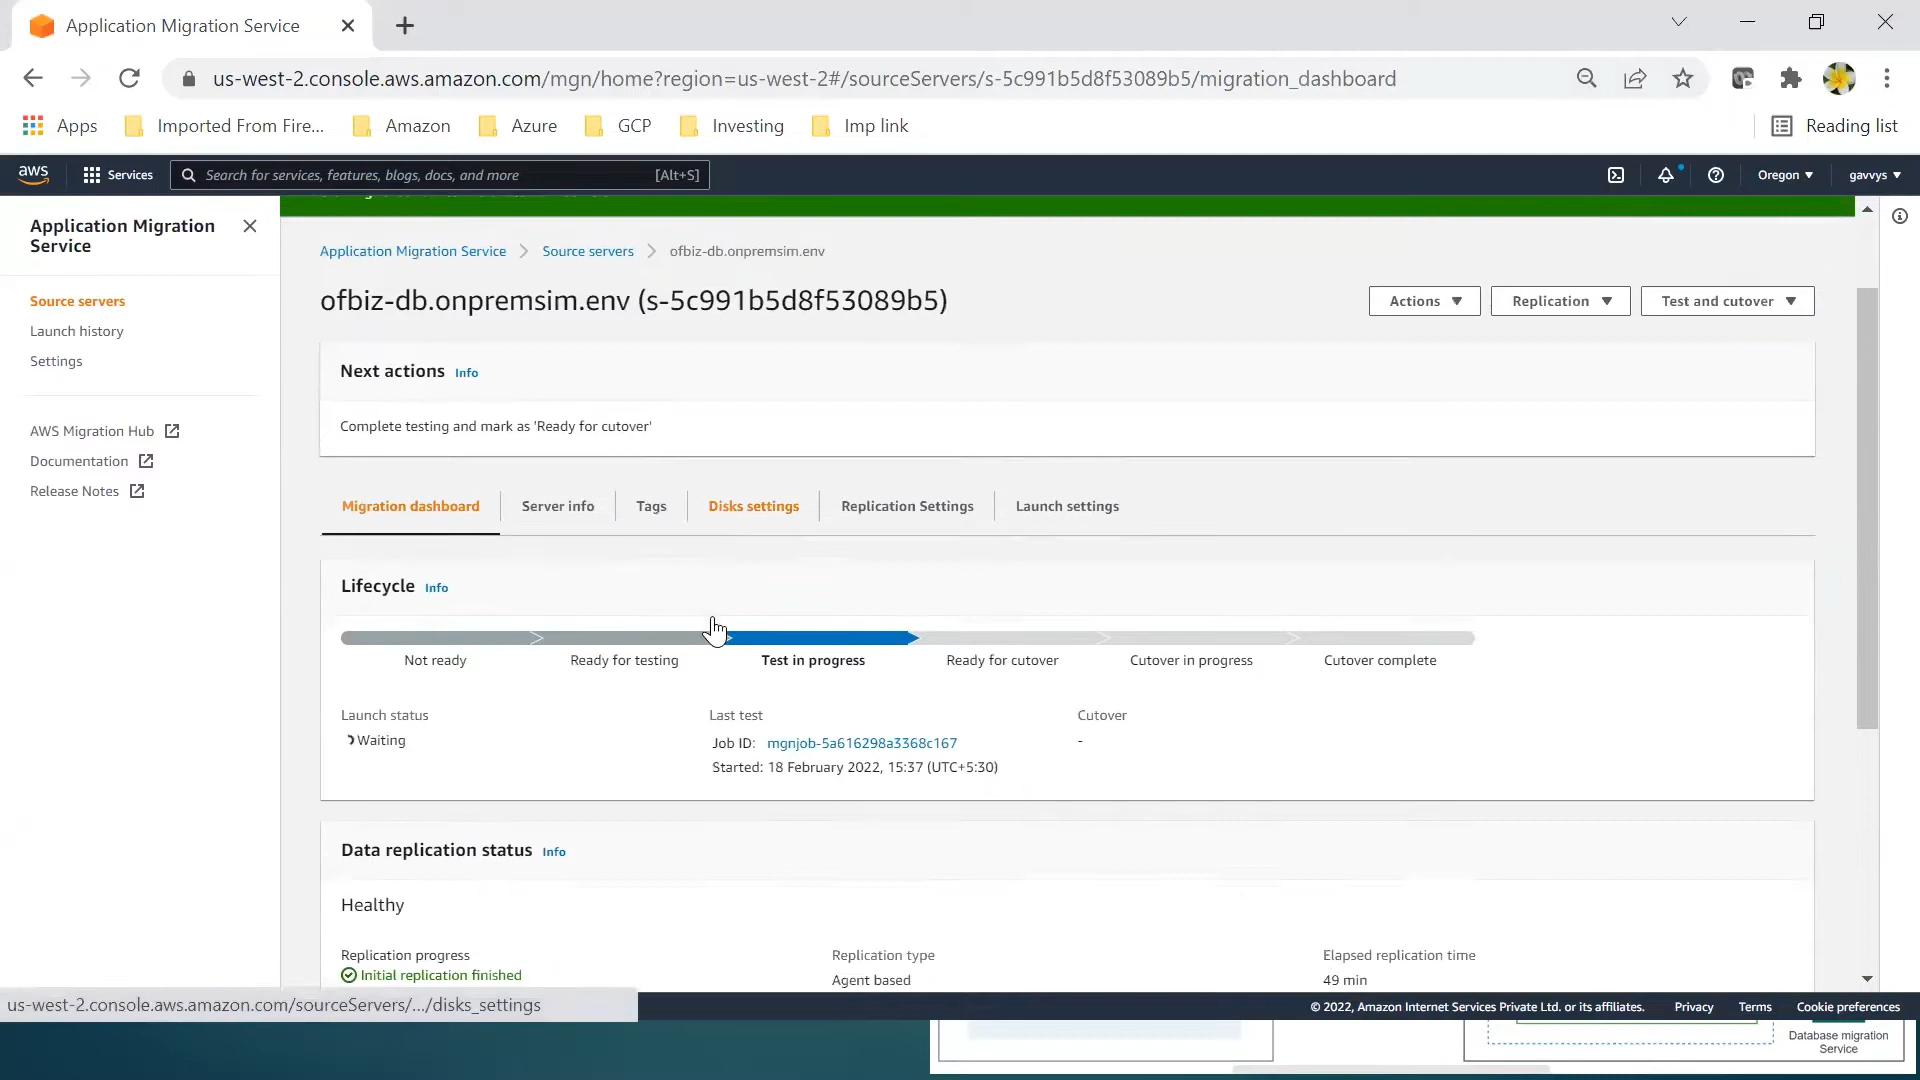 Application Migration Service
us-west-2.console.aws.amazon.com/mgn/home?region=us-west-2#/sourceServers/s-5c991b5d8f53089b5/migration_dashboard
Apps
Imported From Fire...
Amazon
Azure
GCP
Investing
Imp link
Reading list
aws
Services
Search for services, features, blogs, docs, and more
[Alt+S]
Oregon
gavvys
Application Migration
Service
Source servers
Launch history
Settings
AWS Migration Hub
Documentation
Release Notes
Application Migration Service
Source servers
ofbiz-db.onpremsim.env
ofbiz-db.onpremsim.env (s-5c991b5d8f53089b5)
Actions
Replication
Test and cutover
Next actions Info
Complete testing and mark as 'Ready for cutover'
Migration dashboard
Server info
Tags
Disks settings
Replication Settings
Launch settings
Lifecycle Info
Not ready
Ready for testing
Test in progress
Ready for cutover
Cutover in progress
Cutover complete
Launch status
Waiting
Last test
Job ID: mgnjob-5a616298a3368c167
Started: 18 February 2022, 15:37 (UTC+5:30)
Cutover
-
Data replication status Info
Healthy
Replication progress
Initial replication finished
Replication type
Agent based
Elapsed replication time
49 min
us-west-2.console.aws.amazon.com/sourceServers/.../disks_settings
© 2022, Amazon Internet Services Private Ltd. or its affiliates.
Privacy
Terms
Cookie preferences
Database migration
Service